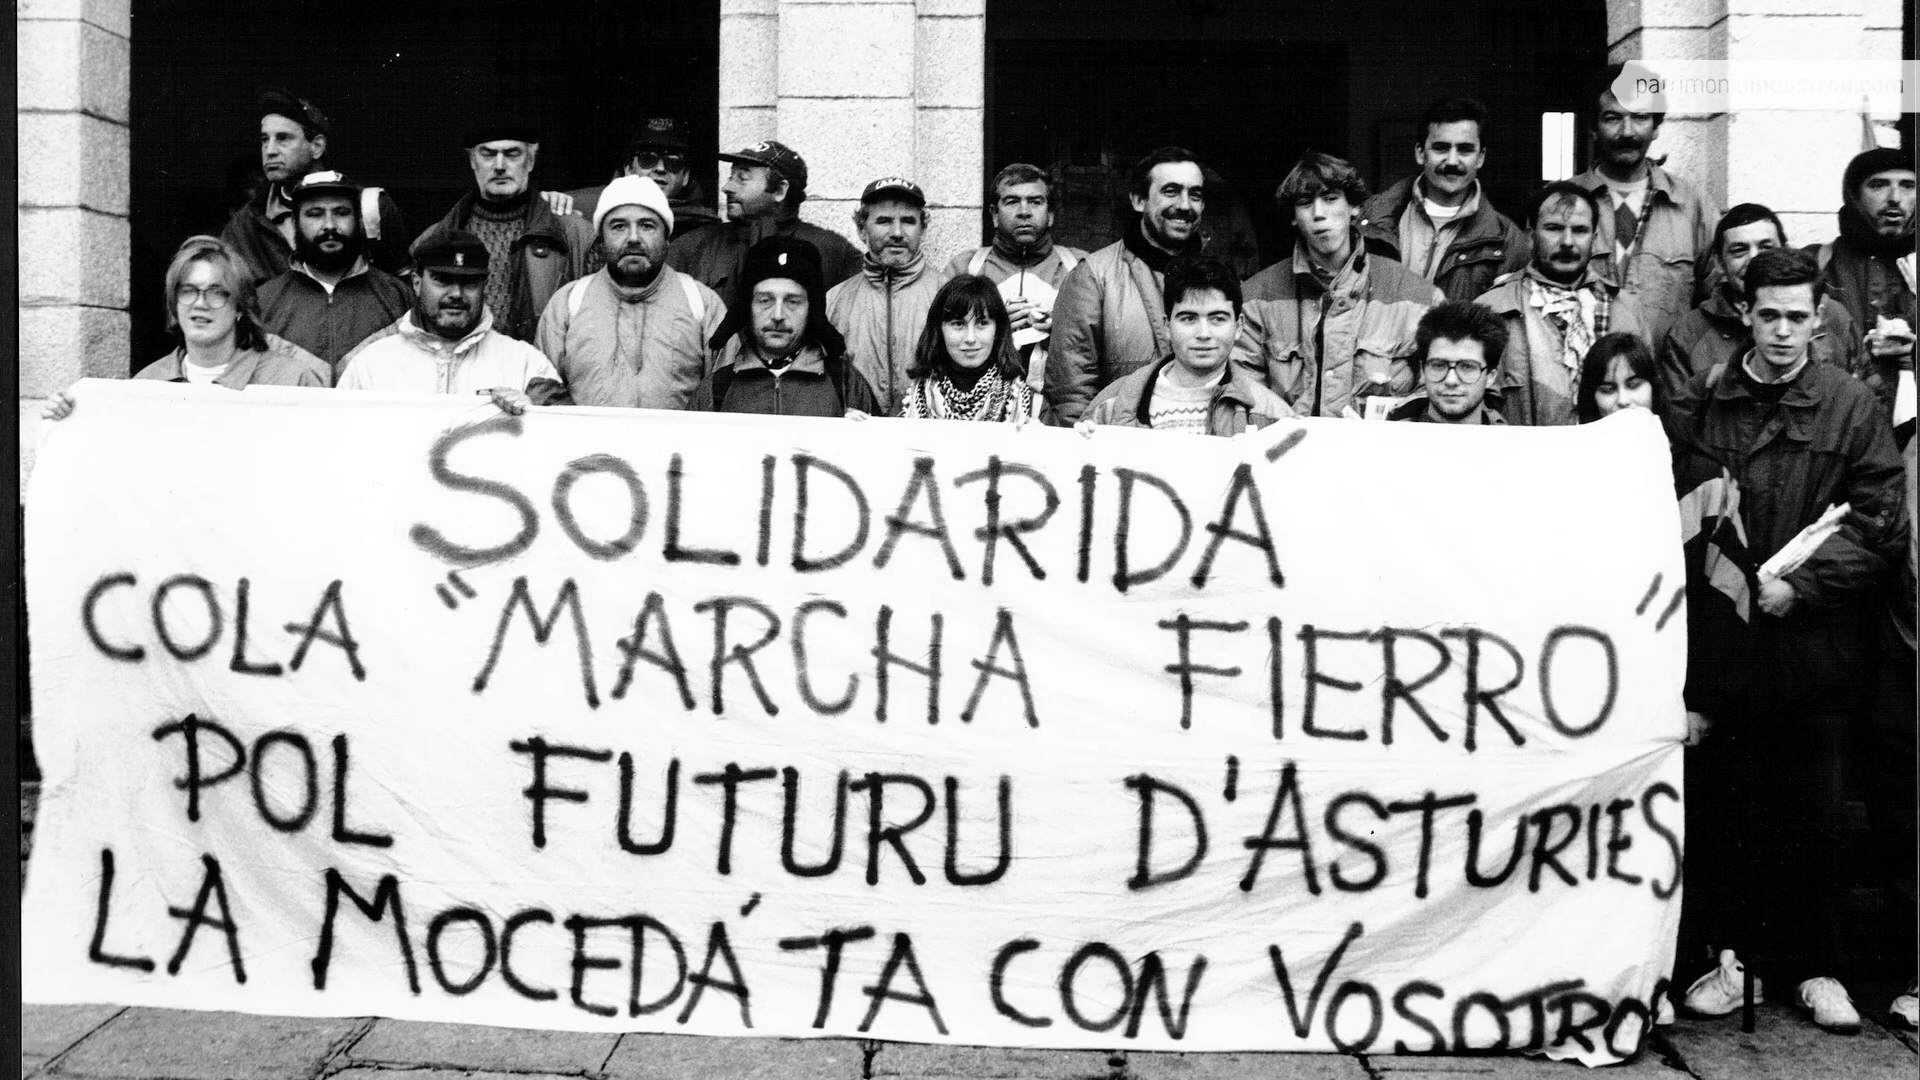 SOLIDARIDÁ
COLA "MARCHA FIERRO"
POL FUTURU D'ASTURIES
LA MOCEDÁ TA CON VOSOTROS